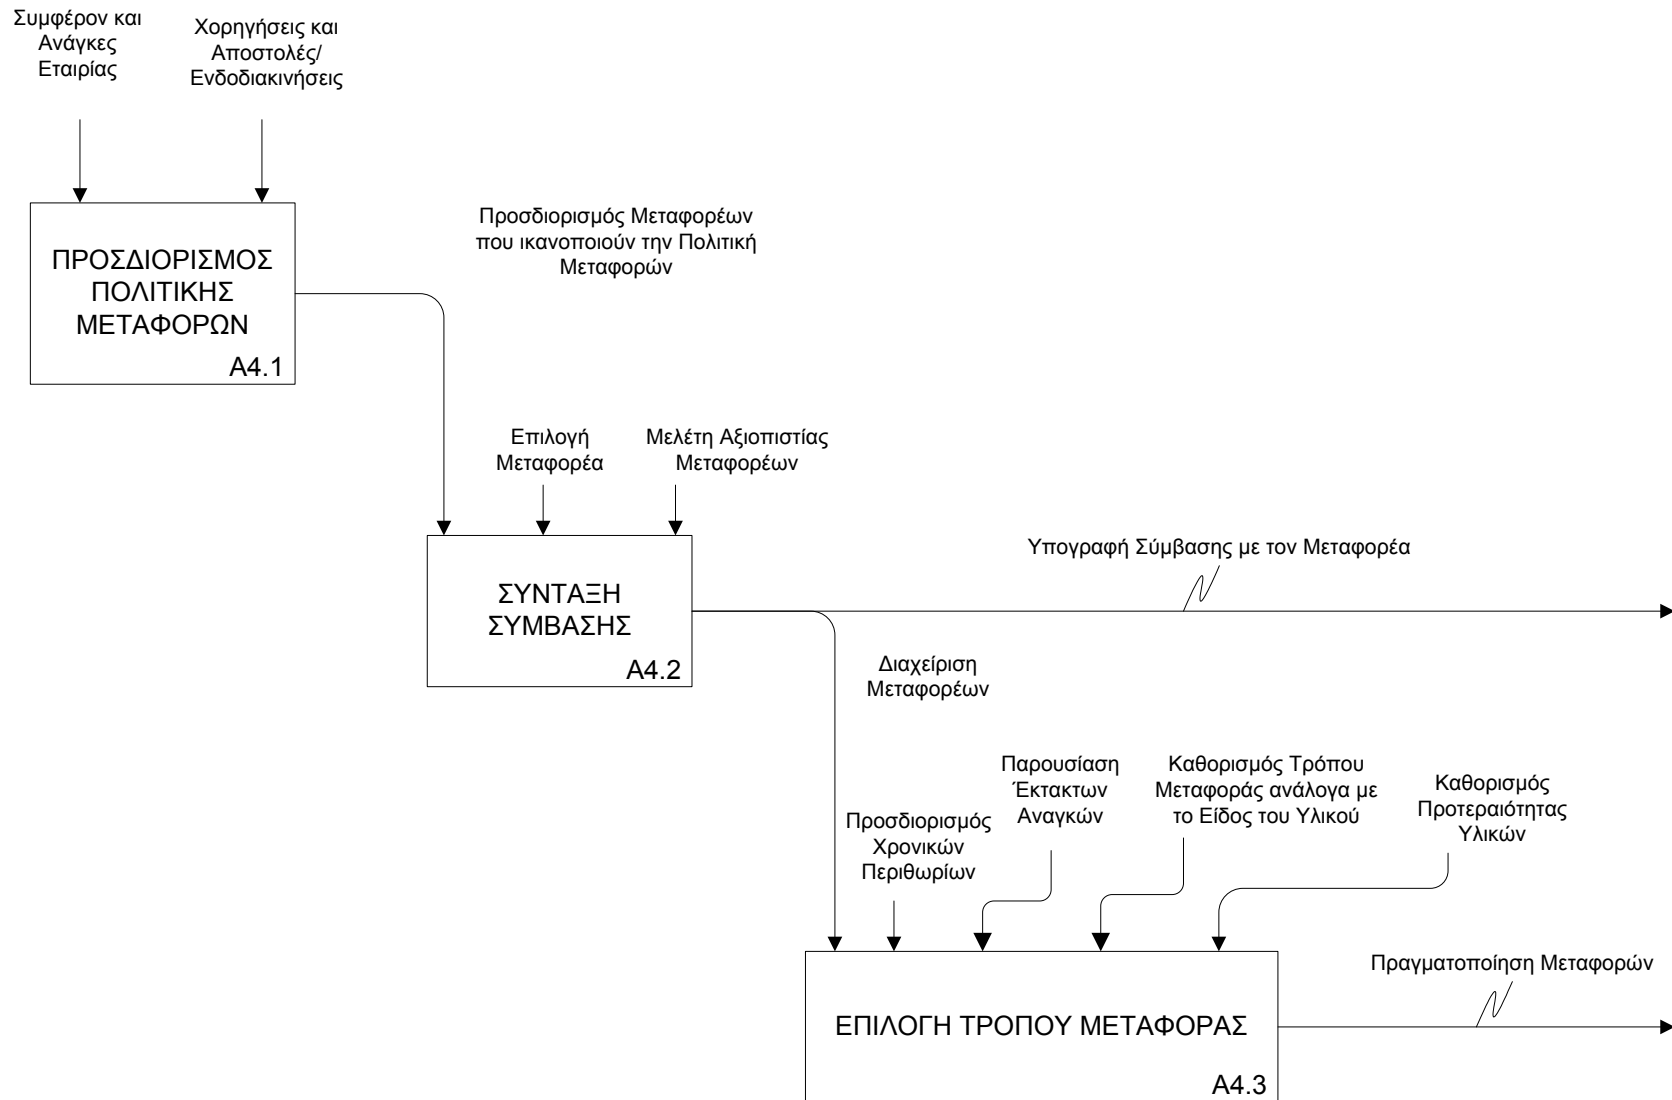 Συμφέρον και
Ανάγκες
Εταιρίας
Χορηγήσεις και
Αποστολές/
Ενδοδιακινήσεις
ΠΡΟΣΔΙΟΡΙΣΜΟΣ
ΠΟΛΙΤΙΚΗΣ
ΜΕΤΑΦΟΡΩΝ
A4.1
Προσδιορισμός Μεταφορέων
που ικανοποιούν την Πολιτική
Μεταφορών
Επιλογή
Μεταφορέα
Μελέτη Αξιοπιστίας
Μεταφορέων
ΣΥΝΤΑΞΗ
ΣΥΜΒΑΣΗΣ
A4.2
Υπογραφή Σύμβασης με τον Μεταφορέα
Διαχείριση
Μεταφορέων
Προσδιορισμός
Χρονικών
Περιθωρίων
Παρουσίαση
Έκτακτων
Αναγκών
Καθορισμός Τρόπου
Μεταφοράς ανάλογα με
το Είδος του Υλικού
Καθορισμός
Προτεραιότητας
Υλικών
ΕΠΙΛΟΓΗ ΤΡΟΠΟΥ ΜΕΤΑΦΟΡΑΣ
A4.3
Πραγματοποίηση Μεταφορών